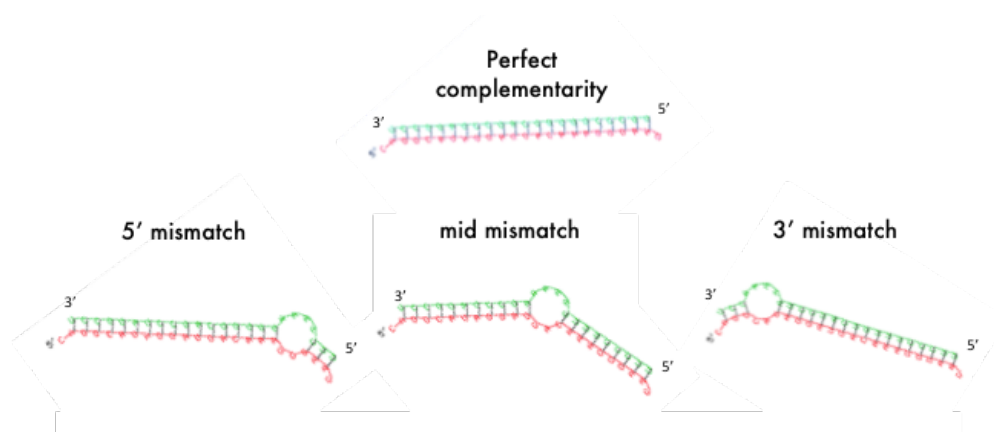 Perfect
complementarity
3’
5’
5’ mismatch
mid mismatch
3’ mismatch
3’
5’
3’
5’
3’
5’